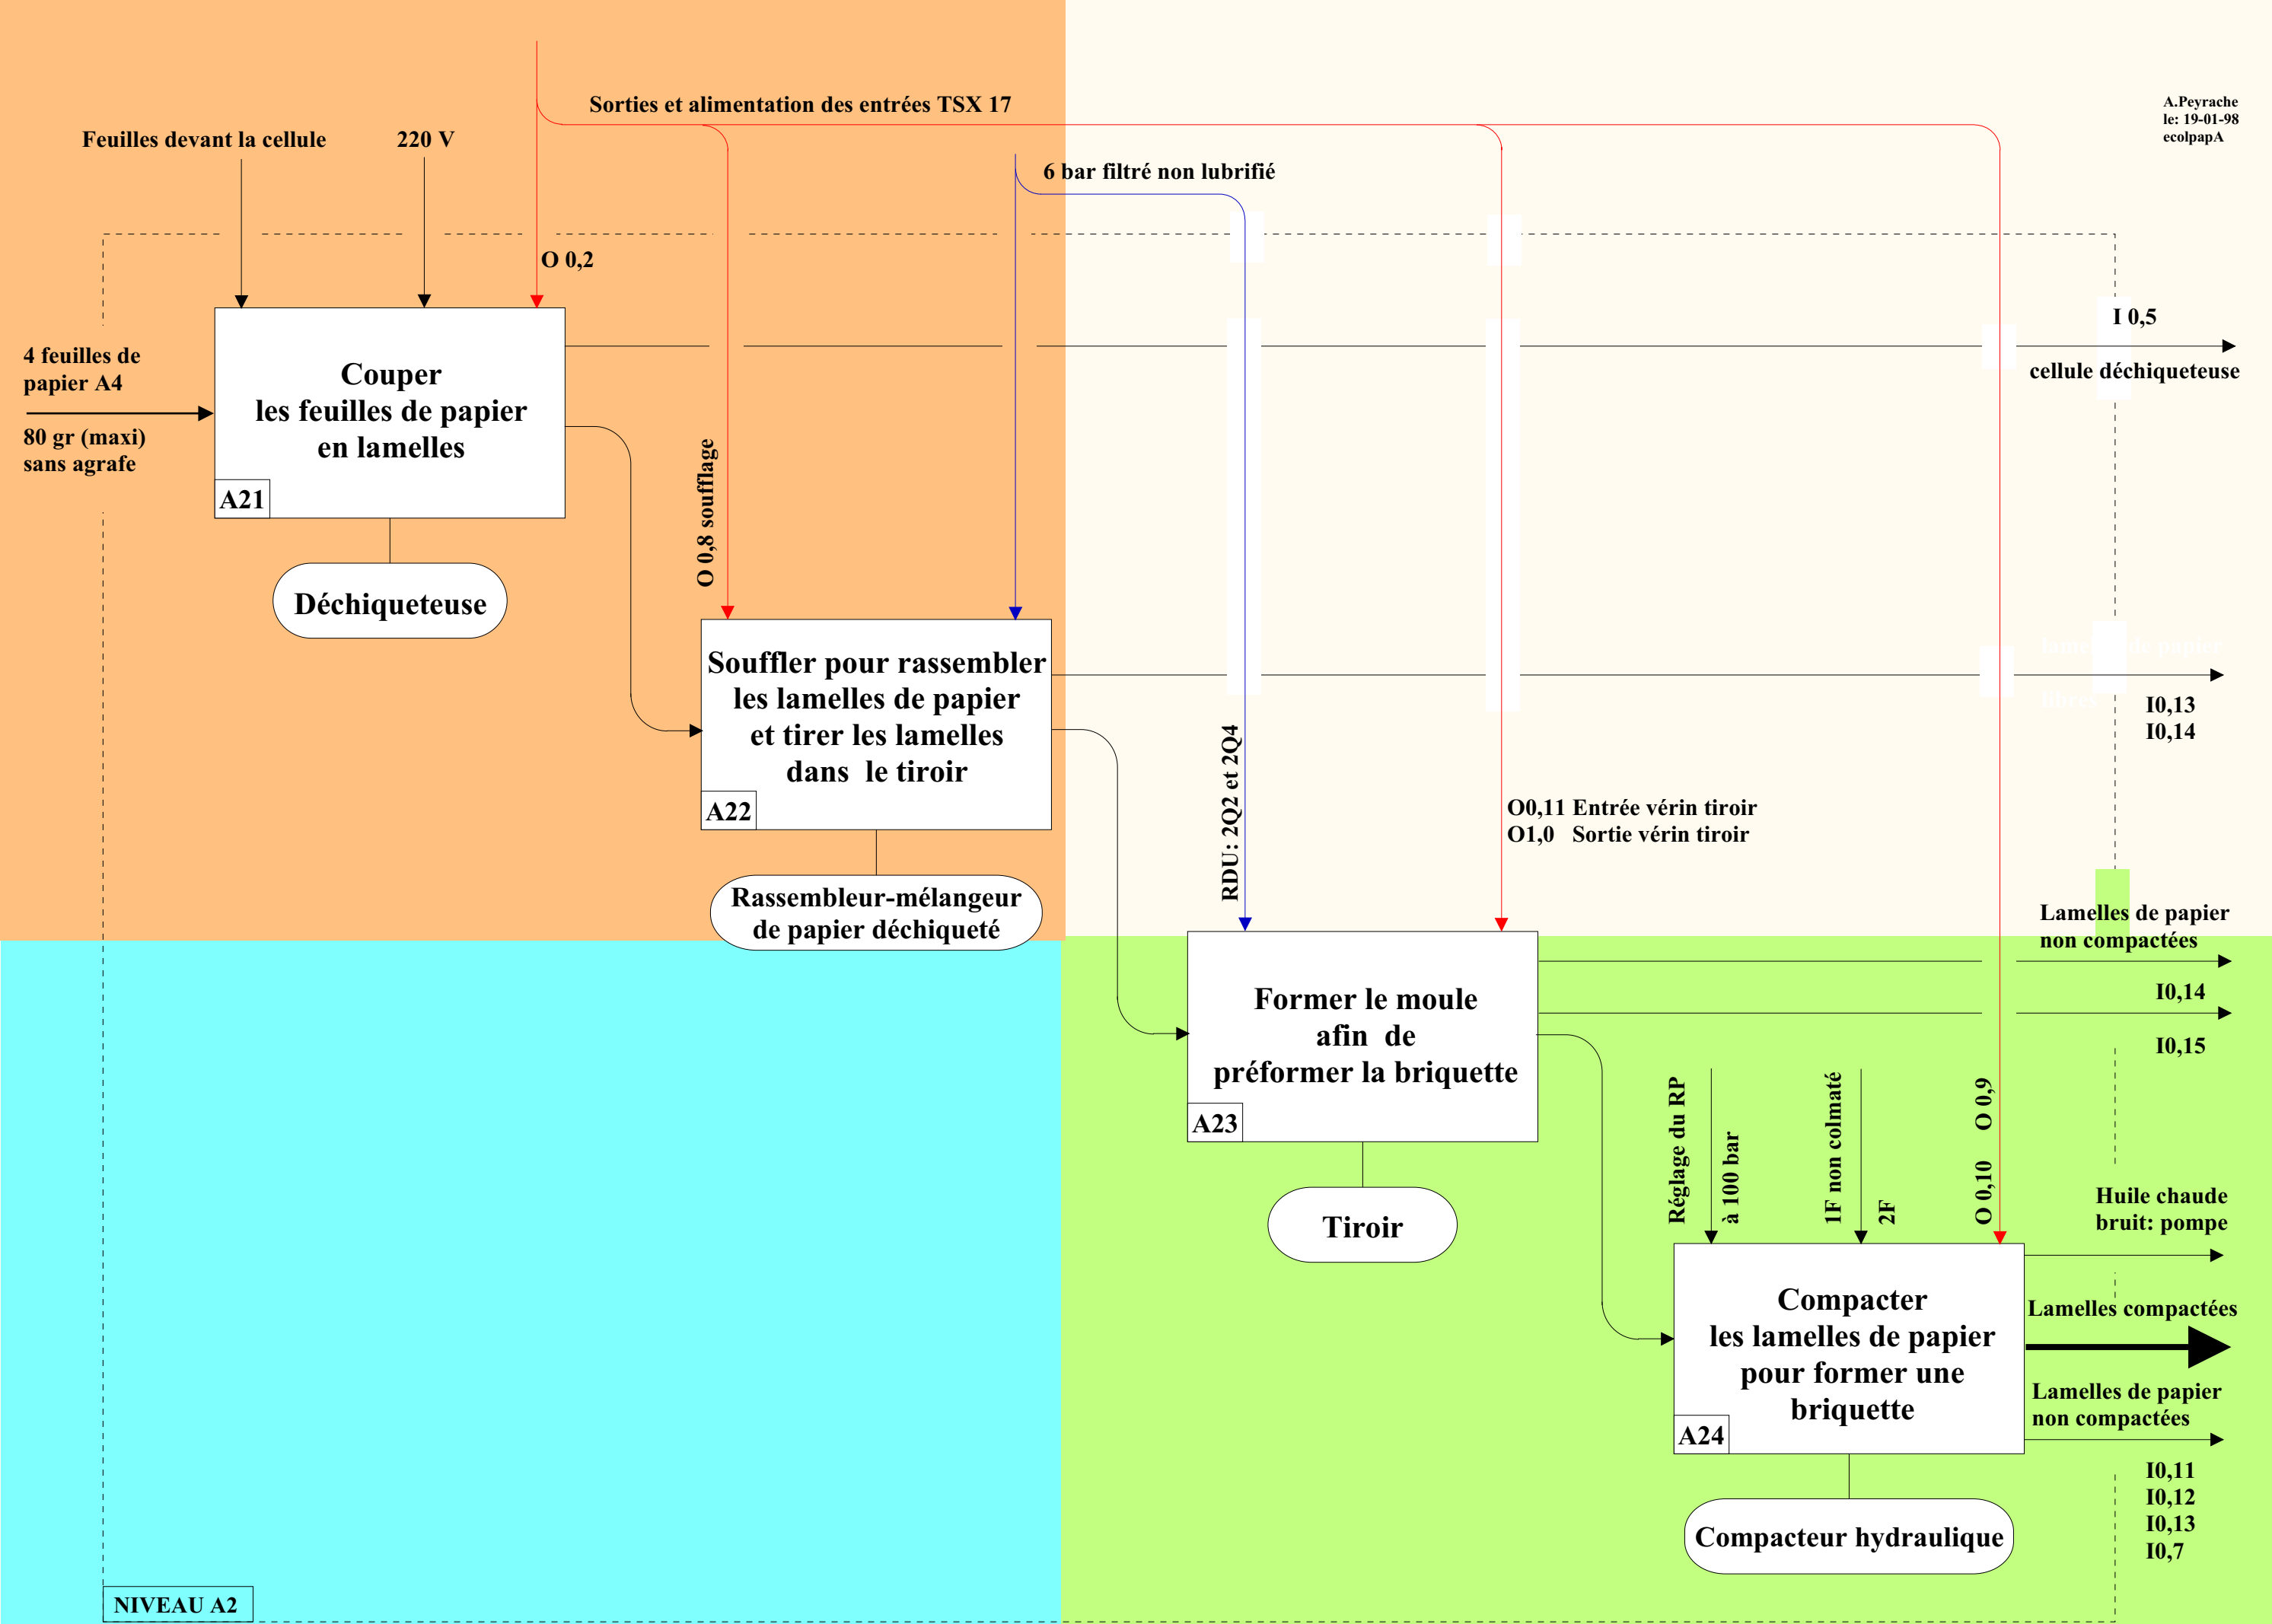 Sorties et alimentation des entrées TSX 17
A.Peyrache
le: 19-01-98
ecolpapA
Feuilles devant la cellule
220 V
6 bar filtré non lubrifié
O 0,2
I 0,5
cellule déchiqueteuse
4 feuilles de
papier A4
80 gr (maxi)
sans agrafe
Couper
les feuilles de papier
en lamelles
A21
Déchiqueteuse
O 0,8 soufflage
Souffler pour rassembler
les lamelles de papier
et tirer les lamelles
dans le tiroir
A22
Rassembleur-mélangeur
de papier déchiqueté
lamelles de papier
I0,13
I0,14
RDU: 2Q2 et 2Q4
O0,11 Entrée vérin tiroir
O1,0 Sortie vérin tiroir
Former le moule
afin de
préformer la briquette
A23
Tiroir
Lamelles de papier
non compactées
I0,14
I0,15
Réglage du RP
à 100 bar
1F non colmaté
2F
O 0,10 O 0,9
Compacter
les lamelles de papier
pour former une
briquette
A24
Compacteur hydraulique
Huile chaude
bruit: pompe
Lamelles compactées
Lamelles de papier
non compactées
I0,11
I0,12
I0,13
I0,7
NIVEAU A2